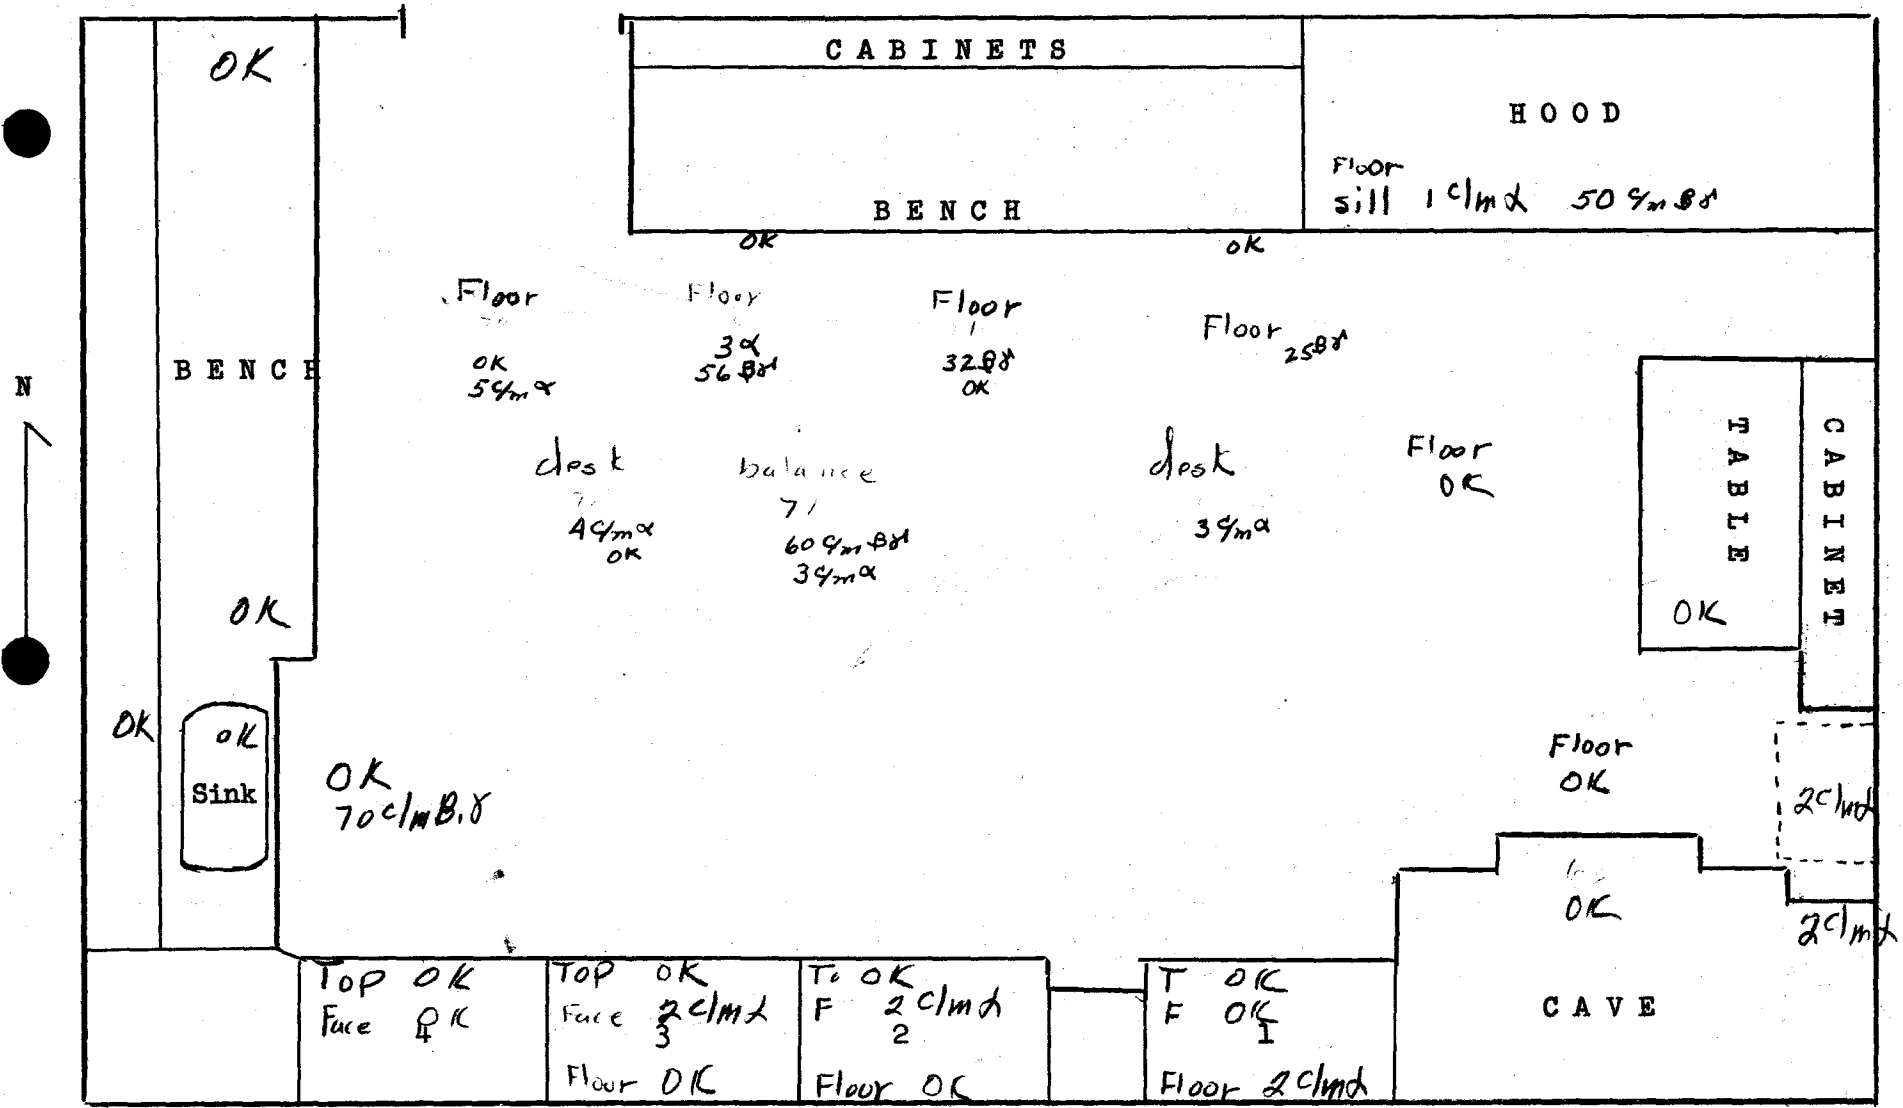 OK
CABINETS
HOOD
Floor
sill 1 c/m α 50 c/m βγ
BENCH
OK OK
Floor
OK
5 c/m α
Floor
3 α
56 βγ
Floor
1
32 βγ
OK
Floor 25 βγ
BENCH
N
desk
4 c/m α
OK
balance
71
60 c/m βγ
3 c/m α
desk
3 c/m α
Floor
OK
TABLE
OK
CABINET
OK
OK
OK
Sink
OK
70 c/m β,γ
Floor
OK
2 c/m α
OK
2 c/m α
CAVE
Top OK
Face OK
4
Top OK
Face 2 c/m α
3
Floor OK
To OK
F 2 c/m α
2
Floor OK
T OK
F OK
1
Floor 2 c/m α